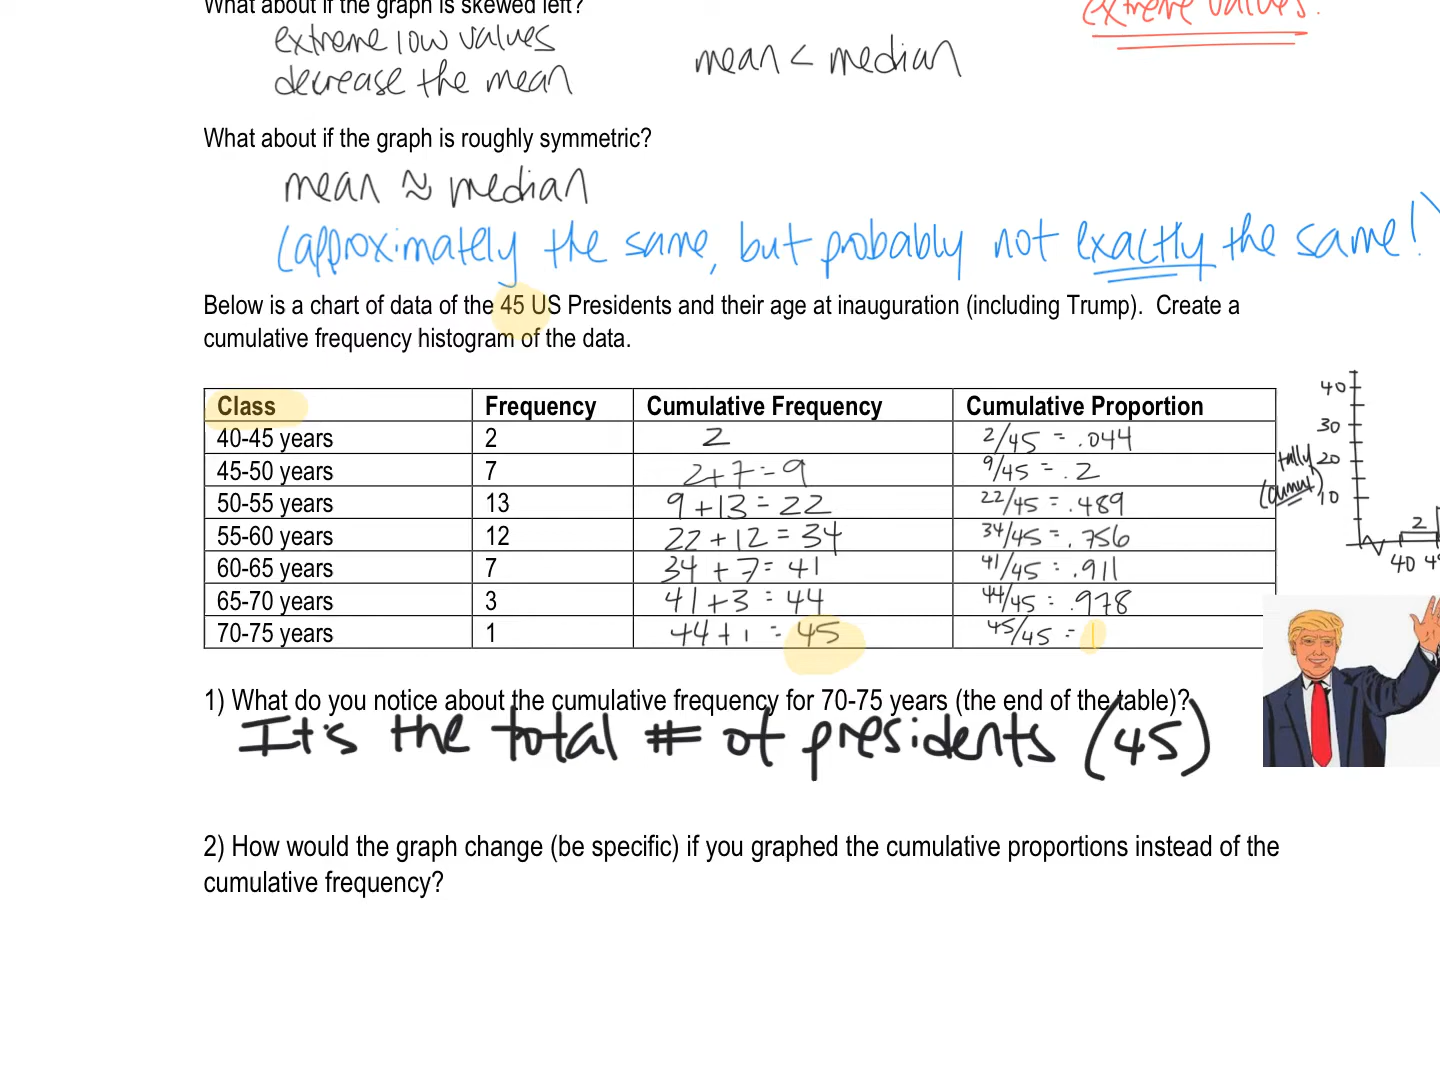 What about if the graph is skewed left?
extreme values.
extreme low values
decrease the mean
mean < median
What about if the graph is roughly symmetric?
mean ≈ median
(approximately the same, but probably not exactly the same!)
Below is a chart of data of the 45 US Presidents and their age at inauguration (including Trump). Create a
cumulative frequency histogram of the data.
Class Frequency Cumulative Frequency Cumulative Proportion
40-45 years 2 2 2/45 = .044
45-50 years 7 2+7=9 9/45 = .2
50-55 years 13 9+13=22 22/45 = .489
55-60 years 12 22+12=34 34/45 = .756
60-65 years 7 34+7=41 41/45 = .911
65-70 years 3 41+3=44 44/45 = .978
70-75 years 1 44+1=45 45/45 = 1
40
30
tally 20
10
2
40
1) What do you notice about the cumulative frequency for 70-75 years (the end of the table)?
It's the total # of presidents (45)
2) How would the graph change (be specific) if you graphed the cumulative proportions instead of the
cumulative frequency?